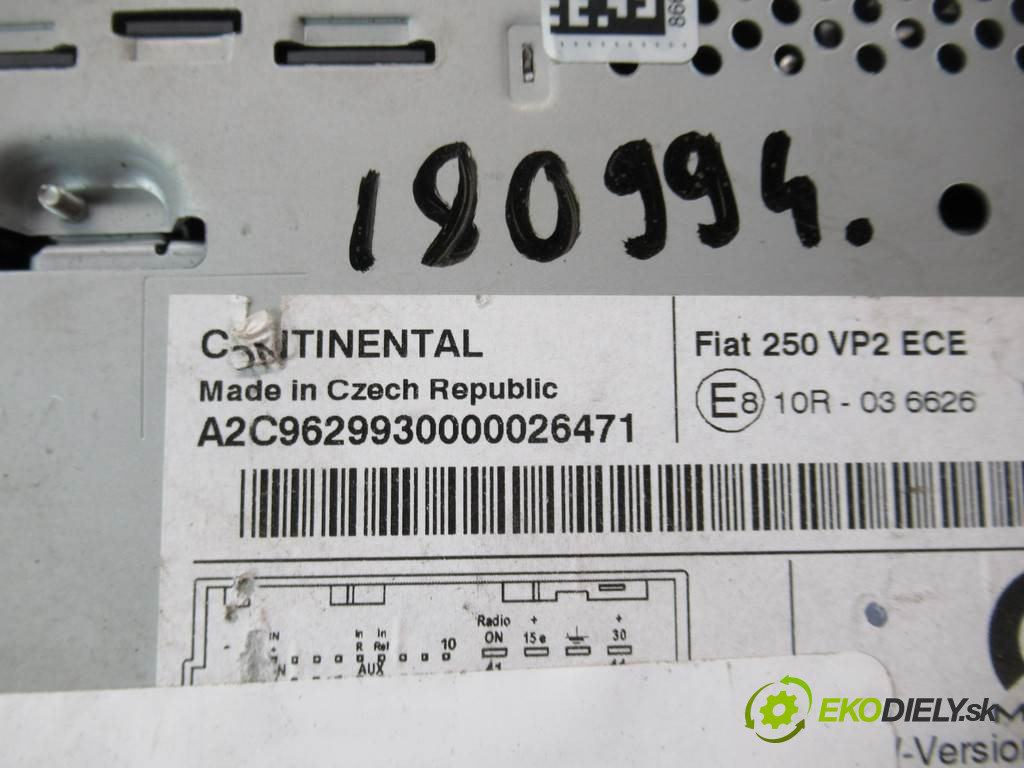 180994.
CONTINENTAL
Made in Czech Republic
A2C9629930000026471
Fiat 250 VP2 ECE
E8 10R - 03 6626
Radio ON
+ 15e
+ 30
IN
In R
In Ref
10
AUX
EKODIELY.sk
-Version